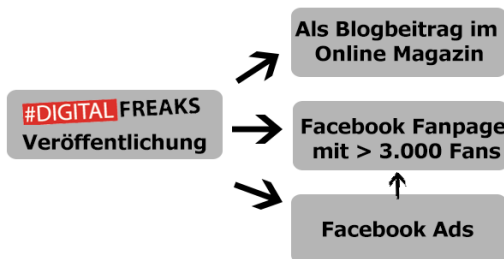 #DIGITAL FREAKS
Veröffentlichung
Als Blogbeitrag im
Online Magazin
Facebook Fanpage
mit > 3.000 Fans
Facebook Ads